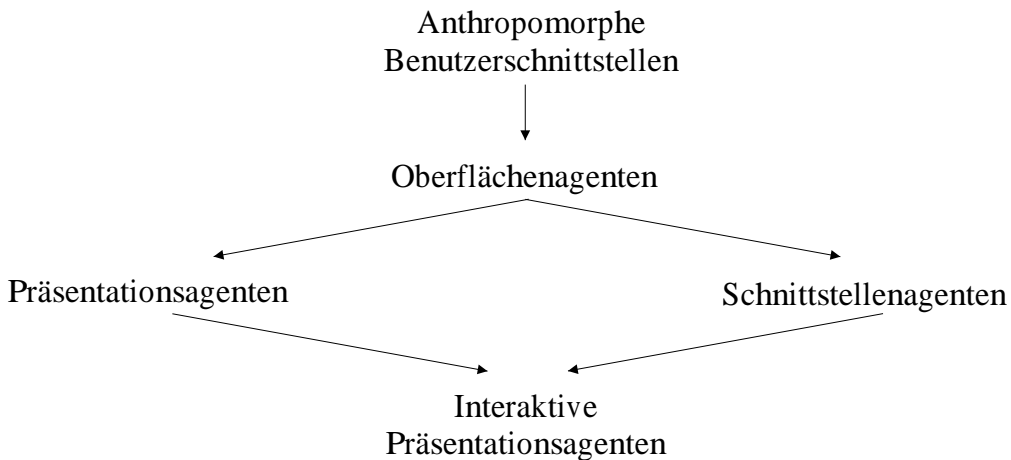 Anthropomorphe
Benutzerschnittstellen
Oberflächenagenten
Präsentationsagenten
Schnittstellenagenten
Interaktive
Präsentationsagenten